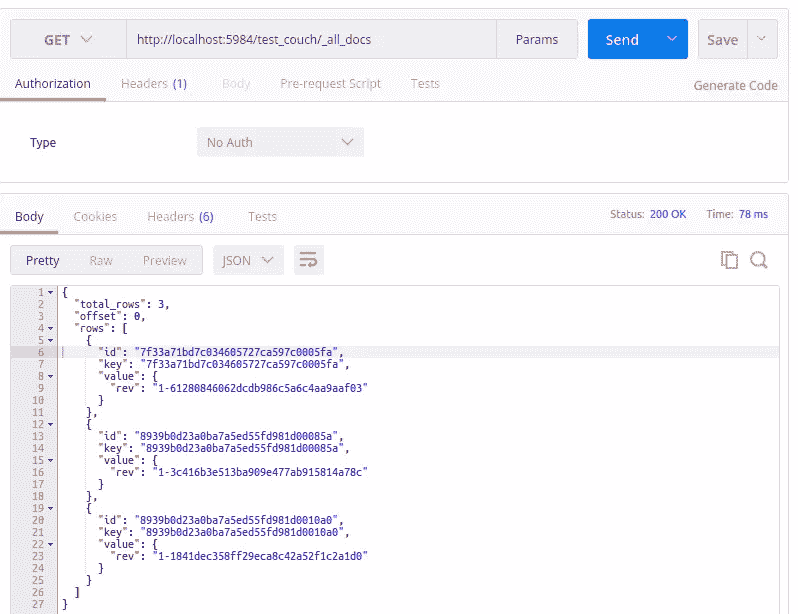 GET http://localhost:5984/test_couch/_all_docs Params Send Save
Authorization Headers (1) Body Pre-request Script Tests Generate Code
Type No Auth
Body Cookies Headers (6) Tests Status: 200 OK Time: 78 ms
Pretty Raw Preview JSON
1 {
2 "total_rows": 3,
3 "offset": 0,
4 "rows": [
5 {
6 "id": "7f33a71bd7c034605727ca597c0005fa",
7 "key": "7f33a71bd7c034605727ca597c0005fa",
8 "value": {
9 "rev": "1-61280846062dcdb986c5a6c4aa9aaf03"
10 }
11 },
12 {
13 "id": "8939b0d23a0ba7a5ed55fd981d00085a",
14 "key": "8939b0d23a0ba7a5ed55fd981d00085a",
15 "value": {
16 "rev": "1-3c416b3e513ba909e477ab915814a78c"
17 }
18 },
19 {
20 "id": "8939b0d23a0ba7a5ed55fd981d0010a0",
21 "key": "8939b0d23a0ba7a5ed55fd981d0010a0",
22 "value": {
23 "rev": "1-1841dec358ff29eca8c42a52f1c2a1d0"
24 }
25 }
26 ]
27 }